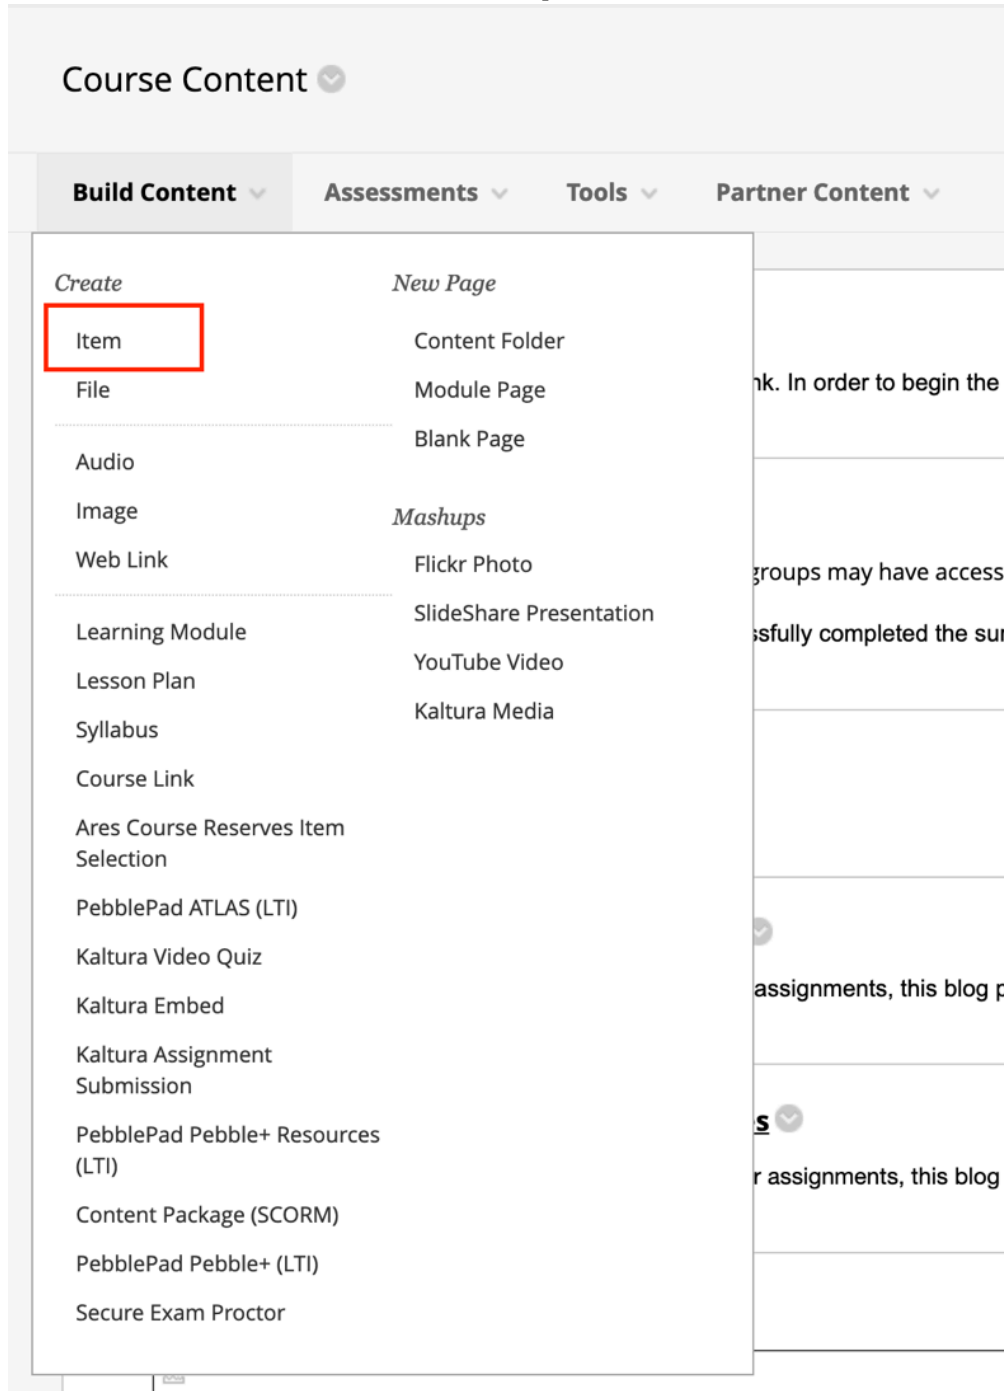 Course Content
Build Content
Assessments
Tools
Partner Content
Create
Item
File
Audio
Image
Web Link
Learning Module
Lesson Plan
Syllabus
Course Link
Ares Course Reserves Item
Selection
PebblePad ATLAS (LTI)
Kaltura Video Quiz
Kaltura Embed
Kaltura Assignment
Submission
PebblePad Pebble+ Resources
(LTI)
Content Package (SCORM)
PebblePad Pebble+ (LTI)
Secure Exam Proctor
New Page
Content Folder
Module Page
Blank Page
Mashups
Flickr Photo
SlideShare Presentation
YouTube Video
Kaltura Media
In order to begin the
groups may have access
completed the
assignments, this blog
assignments, this blog